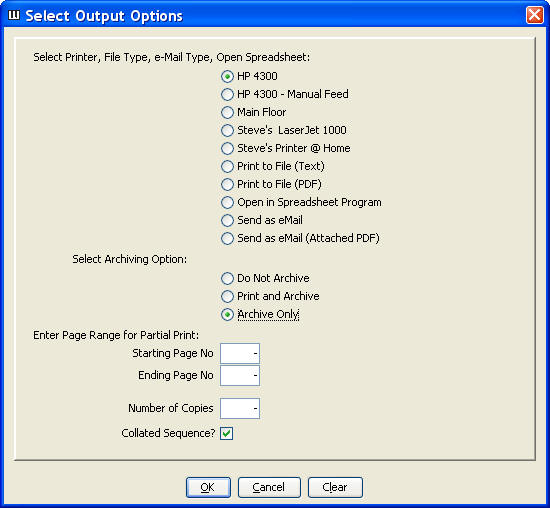 Select Output Options
Select Printer, File Type, e-Mail Type, Open Spreadsheet:
HP 4300
HP 4300 - Manual Feed
Main Floor
Steve's LaserJet 1000
Steve's Printer @ Home
Print to File (Text)
Print to File (PDF)
Open in Spreadsheet Program
Send as eMail
Send as eMail (Attached PDF)
Select Archiving Option:
Do Not Archive
Print and Archive
Archive Only
Enter Page Range for Partial Print:
Starting Page No -
Ending Page No -
Number of Copies -
Collated Sequence?
OK Cancel Clear